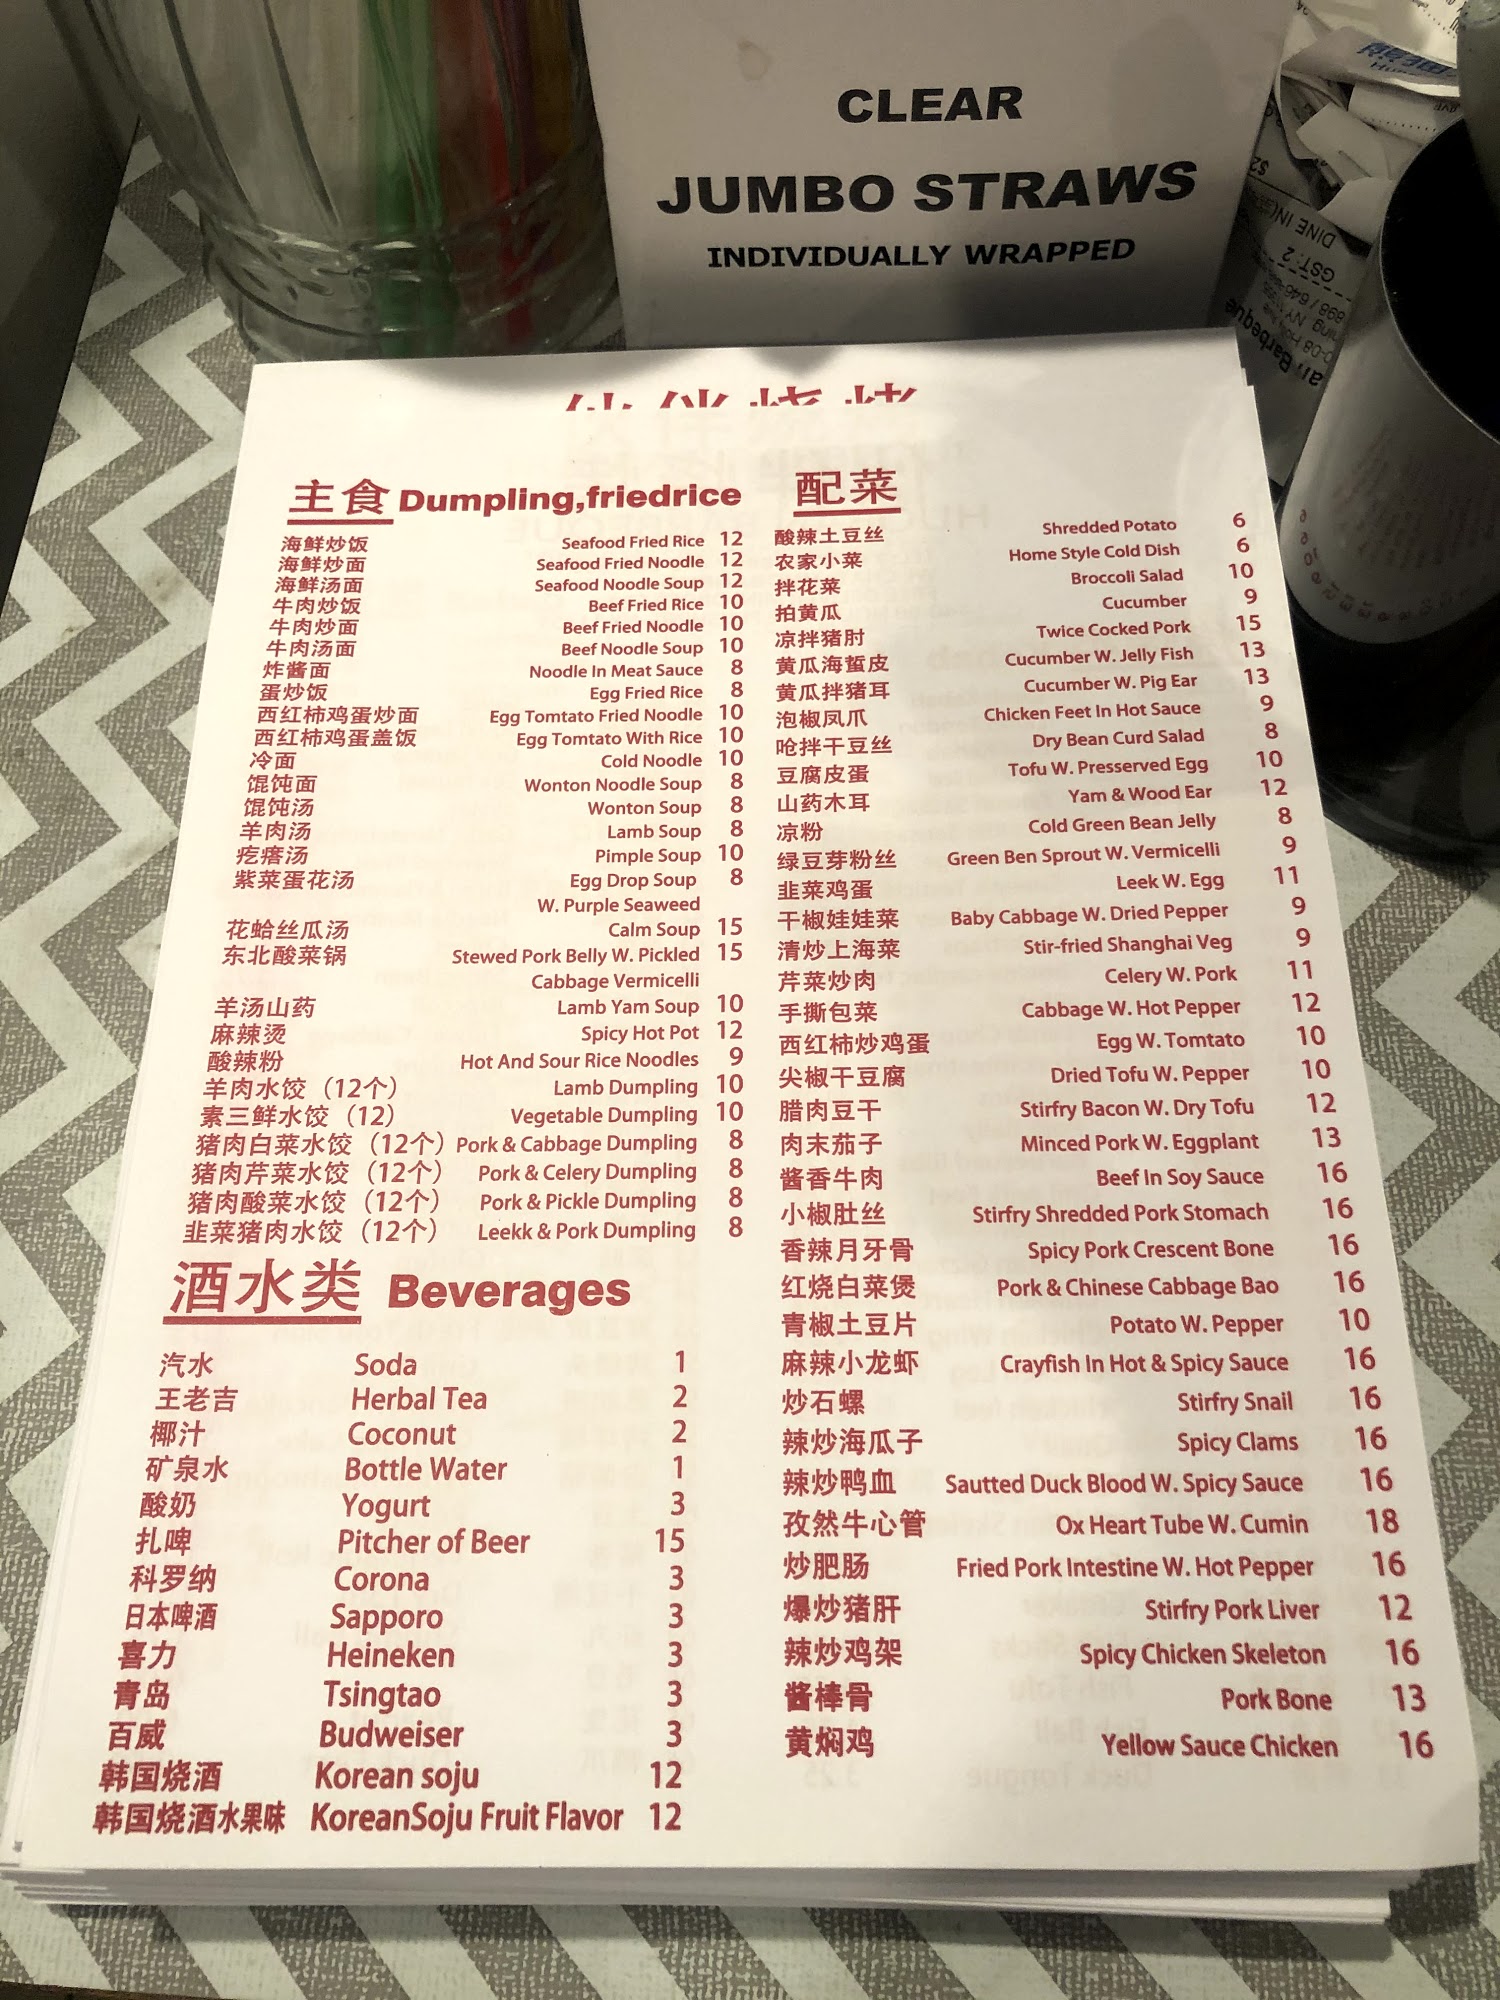 CLEAR
JUMBO STRAWS
INDIVIDUALLY WRAPPED
DINE IN
GST: 2
伙伴烧烤
主食 Dumpling,friedrice
海鲜炒饭 Seafood Fried Rice 12
海鲜炒面 Seafood Fried Noodle 12
海鲜汤面 Seafood Noodle Soup 12
牛肉炒饭 Beef Fried Rice 10
牛肉炒面 Beef Fried Noodle 10
牛肉汤面 Beef Noodle Soup 10
炸酱面 Noodle In Meat Sauce 8
蛋炒饭 Egg Fried Rice 8
西红柿鸡蛋炒面 Egg Tomtato Fried Noodle 10
西红柿鸡蛋盖饭 Egg Tomtato With Rice 10
冷面 Cold Noodle 10
馄饨面 Wonton Noodle Soup 8
馄饨汤 Wonton Soup 8
羊肉汤 Lamb Soup 8
疙瘩汤 Pimple Soup 10
紫菜蛋花汤 Egg Drop Soup 8
W. Purple Seaweed
花蛤丝瓜汤 Calm Soup 15
东北酸菜锅 Stewed Pork Belly W. Pickled 15
Cabbage Vermicelli
羊汤山药 Lamb Yam Soup 10
麻辣烫 Spicy Hot Pot 12
酸辣粉 Hot And Sour Rice Noodles 9
羊肉水饺（12个） Lamb Dumpling 10
素三鲜水饺（12） Vegetable Dumpling 10
猪肉白菜水饺（12个） Pork & Cabbage Dumpling 8
猪肉芹菜水饺（12个） Pork & Celery Dumpling 8
猪肉酸菜水饺（12个） Pork & Pickle Dumpling 8
韭菜猪肉水饺（12个） Leekk & Pork Dumpling 8
酒水类 Beverages
汽水 Soda 1
王老吉 Herbal Tea 2
椰汁 Coconut 2
矿泉水 Bottle Water 1
酸奶 Yogurt 3
扎啤 Pitcher of Beer 15
科罗纳 Corona 3
日本啤酒 Sapporo 3
喜力 Heineken 3
青岛 Tsingtao 3
百威 Budweiser 3
韩国烧酒 Korean soju 12
韩国烧酒水果味 KoreanSoju Fruit Flavor 12
配菜
酸辣土豆丝 Shredded Potato 6
农家小菜 Home Style Cold Dish 6
拌花菜 Broccoli Salad 10
拍黄瓜 Cucumber 9
凉拌猪肘 Twice Cocked Pork 15
黄瓜海蜇皮 Cucumber W. Jelly Fish 13
黄瓜拌猪耳 Cucumber W. Pig Ear 13
泡椒凤爪 Chicken Feet In Hot Sauce 9
呛拌干豆丝 Dry Bean Curd Salad 8
豆腐皮蛋 Tofu W. Presserved Egg 10
山药木耳 Yam & Wood Ear 12
凉粉 Cold Green Bean Jelly 8
绿豆芽粉丝 Green Ben Sprout W. Vermicelli 9
韭菜鸡蛋 Leek W. Egg 11
干椒娃娃菜 Baby Cabbage W. Dried Pepper 9
清炒上海菜 Stir-fried Shanghai Veg 9
芹菜炒肉 Celery W. Pork 11
手撕包菜 Cabbage W. Hot Pepper 12
西红柿炒鸡蛋 Egg W. Tomtato 10
尖椒干豆腐 Dried Tofu W. Pepper 10
腊肉豆干 Stirfry Bacon W. Dry Tofu 12
肉末茄子 Minced Pork W. Eggplant 13
酱香牛肉 Beef In Soy Sauce 16
小椒肚丝 Stirfry Shredded Pork Stomach 16
香辣月牙骨 Spicy Pork Crescent Bone 16
红烧白菜煲 Pork & Chinese Cabbage Bao 16
青椒土豆片 Potato W. Pepper 10
麻辣小龙虾 Crayfish In Hot & Spicy Sauce 16
炒石螺 Stirfry Snail 16
辣炒海瓜子 Spicy Clams 16
辣炒鸭血 Sautted Duck Blood W. Spicy Sauce 16
孜然牛心管 Ox Heart Tube W. Cumin 18
炒肥肠 Fried Pork Intestine W. Hot Pepper 16
爆炒猪肝 Stirfry Pork Liver 12
辣炒鸡架 Spicy Chicken Skeleton 16
酱棒骨 Pork Bone 13
黄焖鸡 Yellow Sauce Chicken 16